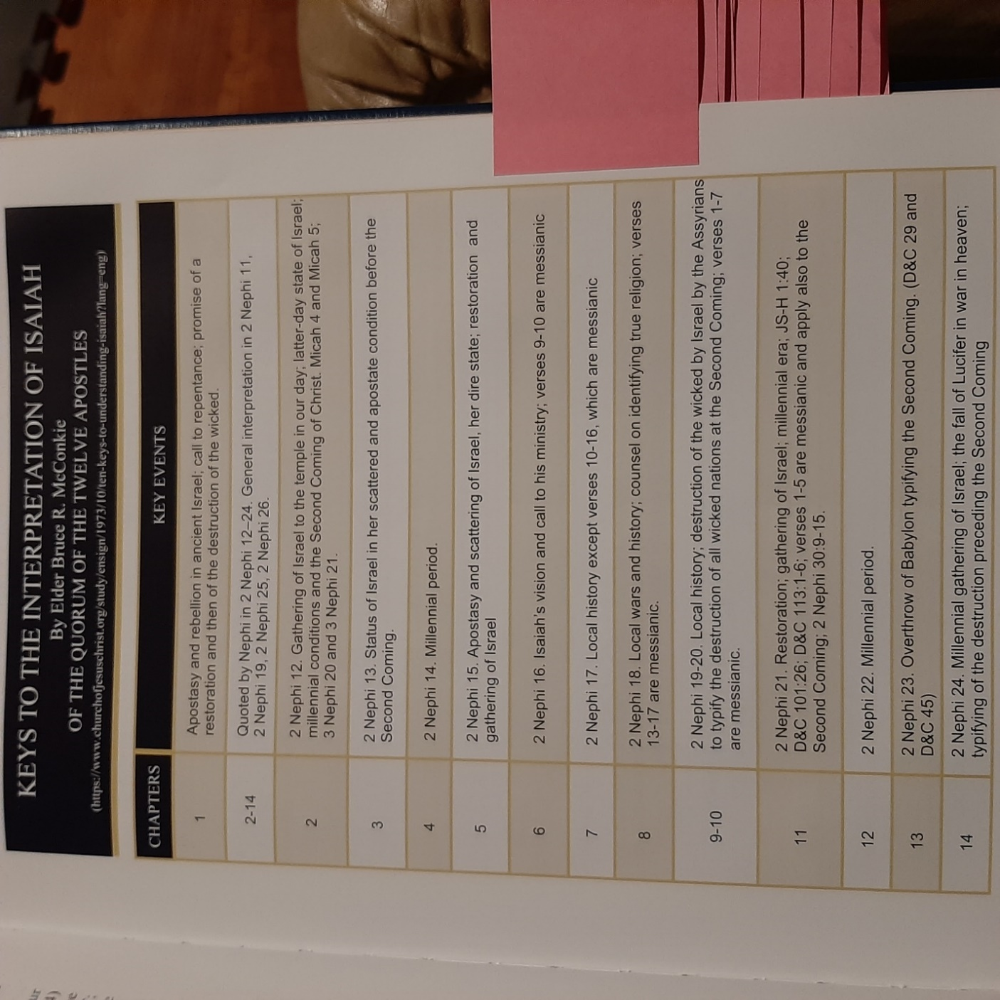 KEYS TO THE INTERPRETATION OF ISAIAH
By Elder Bruce R. McConkie
OF THE QUORUM OF THE TWELVE APOSTLES
(https://www.churchofjesuschrist.org/study/ensign/1973/10/ten-keys-to-understanding-isaiah?lang=eng)
CHAPTERS KEY EVENTS
1 Apostasy and rebellion in ancient Israel; call to repentance; promise of a
restoration and then of the destruction of the wicked.
2-14 Quoted by Nephi in 2 Nephi 12–24. General interpretation in 2 Nephi 11,
2 Nephi 19, 2 Nephi 25, 2 Nephi 26.
2 2 Nephi 12. Gathering of Israel to the temple in our day; latter-day state of Israel;
millennial conditions and the Second Coming of Christ. Micah 4 and Micah 5;
3 Nephi 20 and 3 Nephi 21.
3 2 Nephi 13. Status of Israel in her scattered and apostate condition before the
Second Coming.
4 2 Nephi 14. Millennial period.
5 2 Nephi 15. Apostasy and scattering of Israel, her dire state; restoration and
gathering of Israel
6 2 Nephi 16. Isaiah's vision and call to his ministry; verses 9-10 are messianic
7 2 Nephi 17. Local history except verses 10-16, which are messianic
8 2 Nephi 18. Local wars and history; counsel on identifying true religion; verses
13-17 are messianic.
9-10 2 Nephi 19-20. Local history; destruction of the wicked by Israel by the Assyrians
to typify the destruction of all wicked nations at the Second Coming; verses 1-7
are messianic.
11 2 Nephi 21. Restoration; gathering of Israel; millennial era; JS-H 1:40;
D&C 101:26; D&C 113:1-6; verses 1-5 are messianic and apply also to the
Second Coming; 2 Nephi 30:9-15.
12 2 Nephi 22. Millennial period.
13 2 Nephi 23. Overthrow of Babylon typifying the Second Coming. (D&C 29 and
D&C 45)
14 2 Nephi 24. Millennial gathering of Israel; the fall of Lucifer in war in heaven;
typifying of the destruction preceding the Second Coming